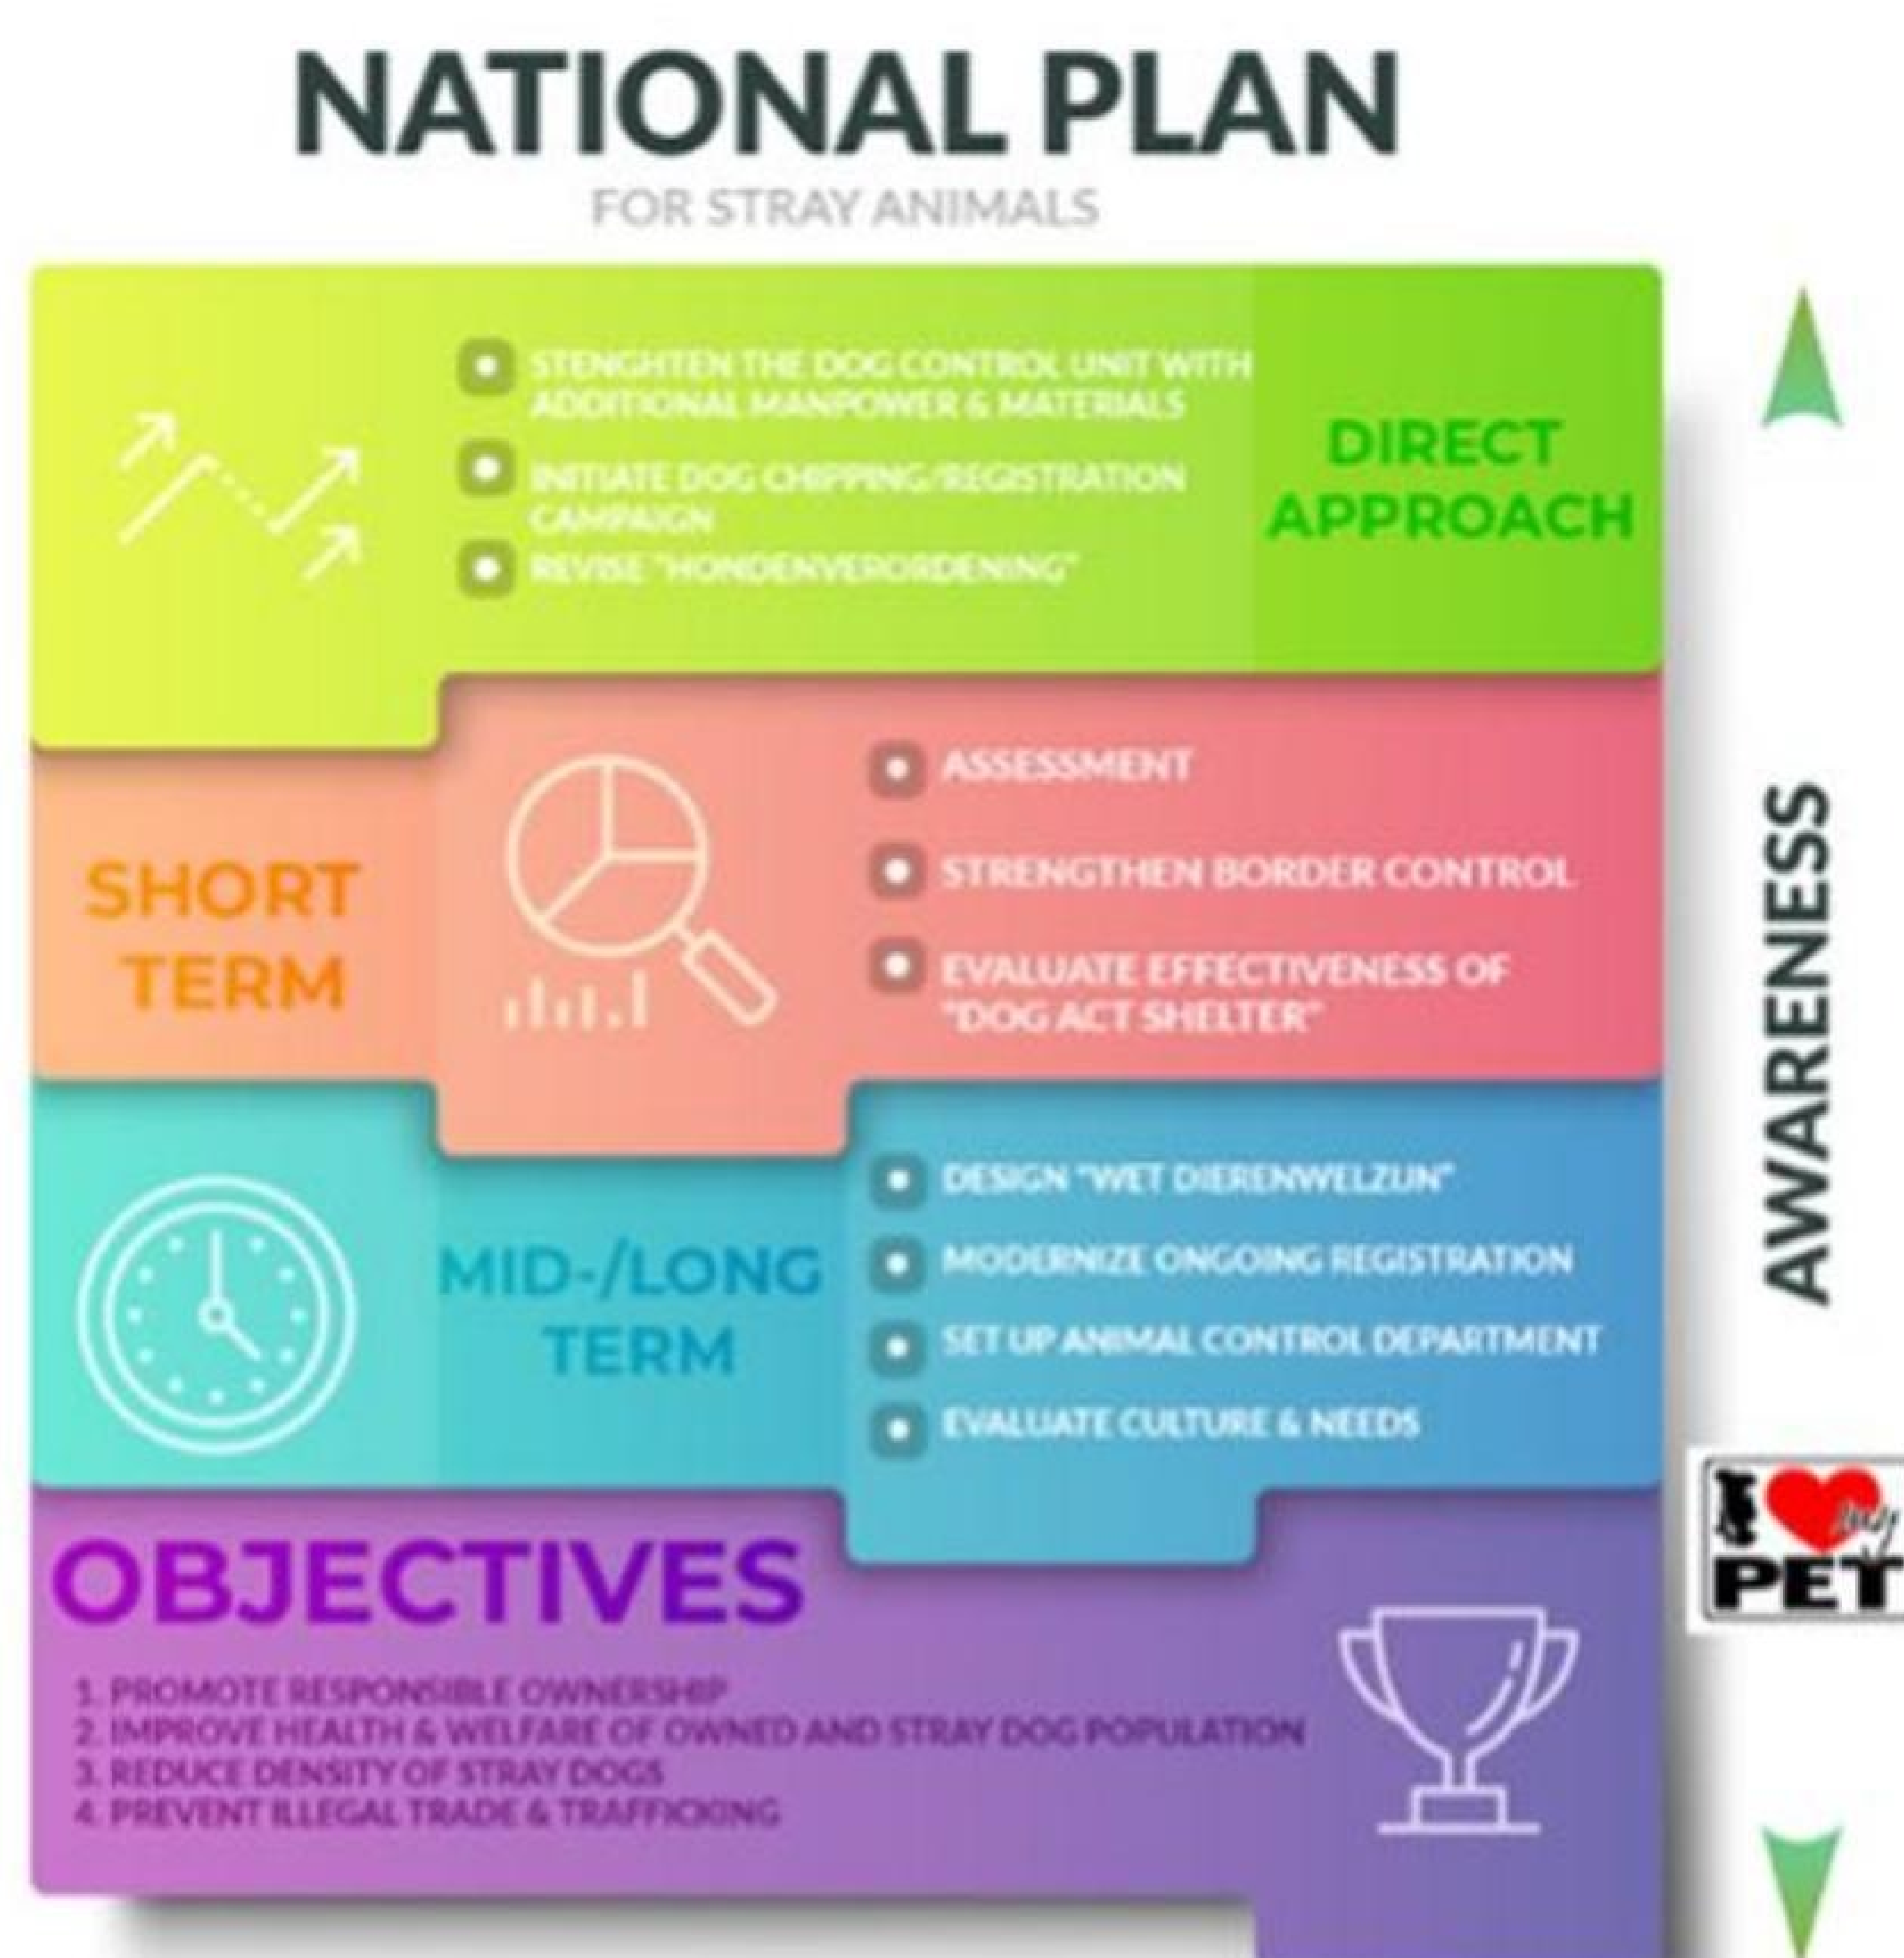 NATIONAL PLAN
FOR STRAY ANIMALS
STENGHTEN THE DOG CONTROL UNIT WITH
ADDITIONAL MANPOWER & MATERIALS
INITIATE DOG CHIPPING/REGISTRATION
CAMPAIGN
REVISE "HONDENVERORDENING"
DIRECT
APPROACH
SHORT
TERM
ASSESSMENT
STRENGTHEN BORDER CONTROL
EVALUATE EFFECTIVENESS OF
"DOG ACT SHELTER"
MID-/LONG
TERM
DESIGN "WET DIERENWELZIJN"
MODERNIZE ONGOING REGISTRATION
SET UP ANIMAL CONTROL DEPARTMENT
EVALUATE CULTURE & NEEDS
OBJECTIVES
1. PROMOTE RESPONSIBLE OWNERSHIP
2. IMPROVE HEALTH & WELFARE OF OWNED AND STRAY DOG POPULATION
3. REDUCE DENSITY OF STRAY DOGS
4. PREVENT ILLEGAL TRADE & TRAFFICKING
AWARENESS
I my
PET